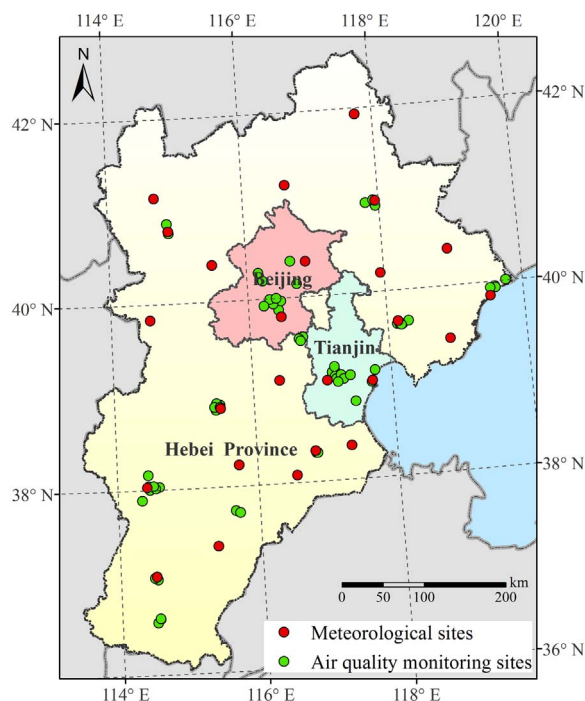 114° E 116° E 118° E 120° E
N
42° N
42° N
Beijing
40° N
40° N
Tianjin
Hebei Province
38° N
38° N
km
0 50 100 200
Meteorological sites
Air quality monitoring sites
36° N
114° E 116° E 118° E